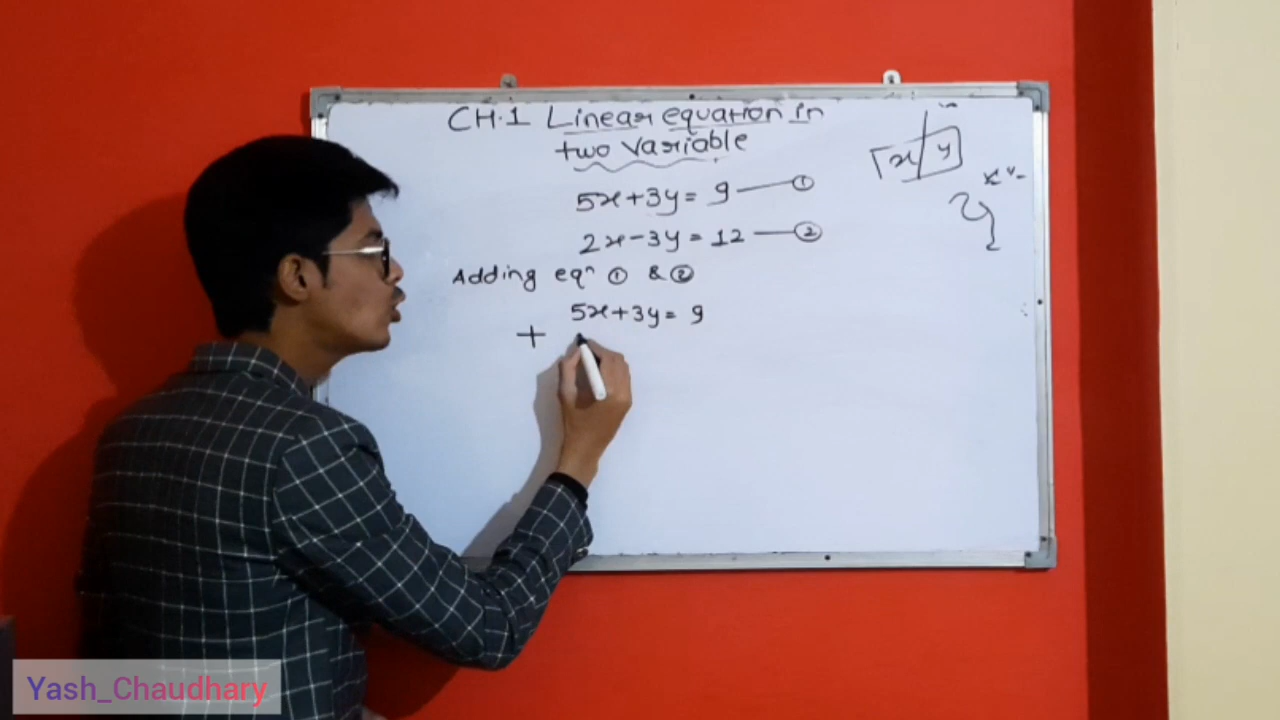 CH.1 Linear equation in
two variable
5x+3y= 9 — ①
2x-3y = 12 — ②
Adding eqⁿ ① & ②
5x+3y= 9
+
x y
Yash_Chaudhary